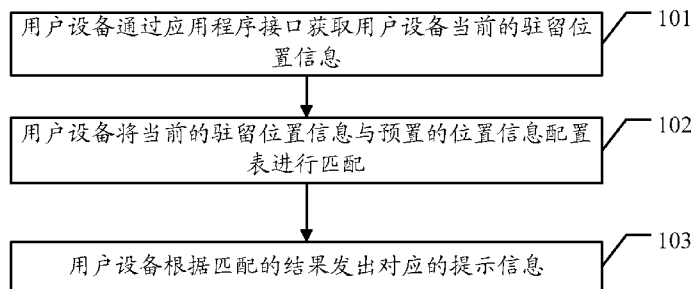 用户设备通过应用程序接口获取用户设备当前的驻留位
置信息
101
用户设备将当前的驻留位置信息与预置的位置信息配置
表进行匹配
102
用户设备根据匹配的结果发出对应的提示信息
103